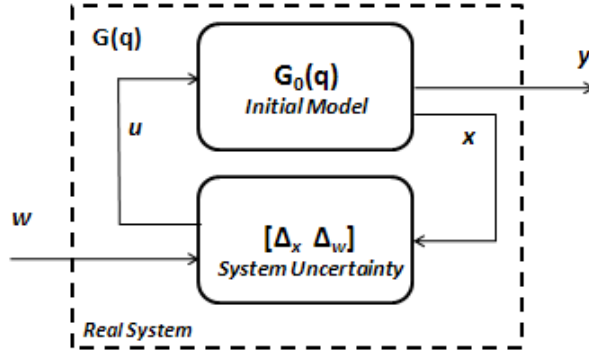 G(q)
G₀(q)
Initial Model
y
u
x
w
[Δₓ Δ_w]
System Uncertainty
Real System